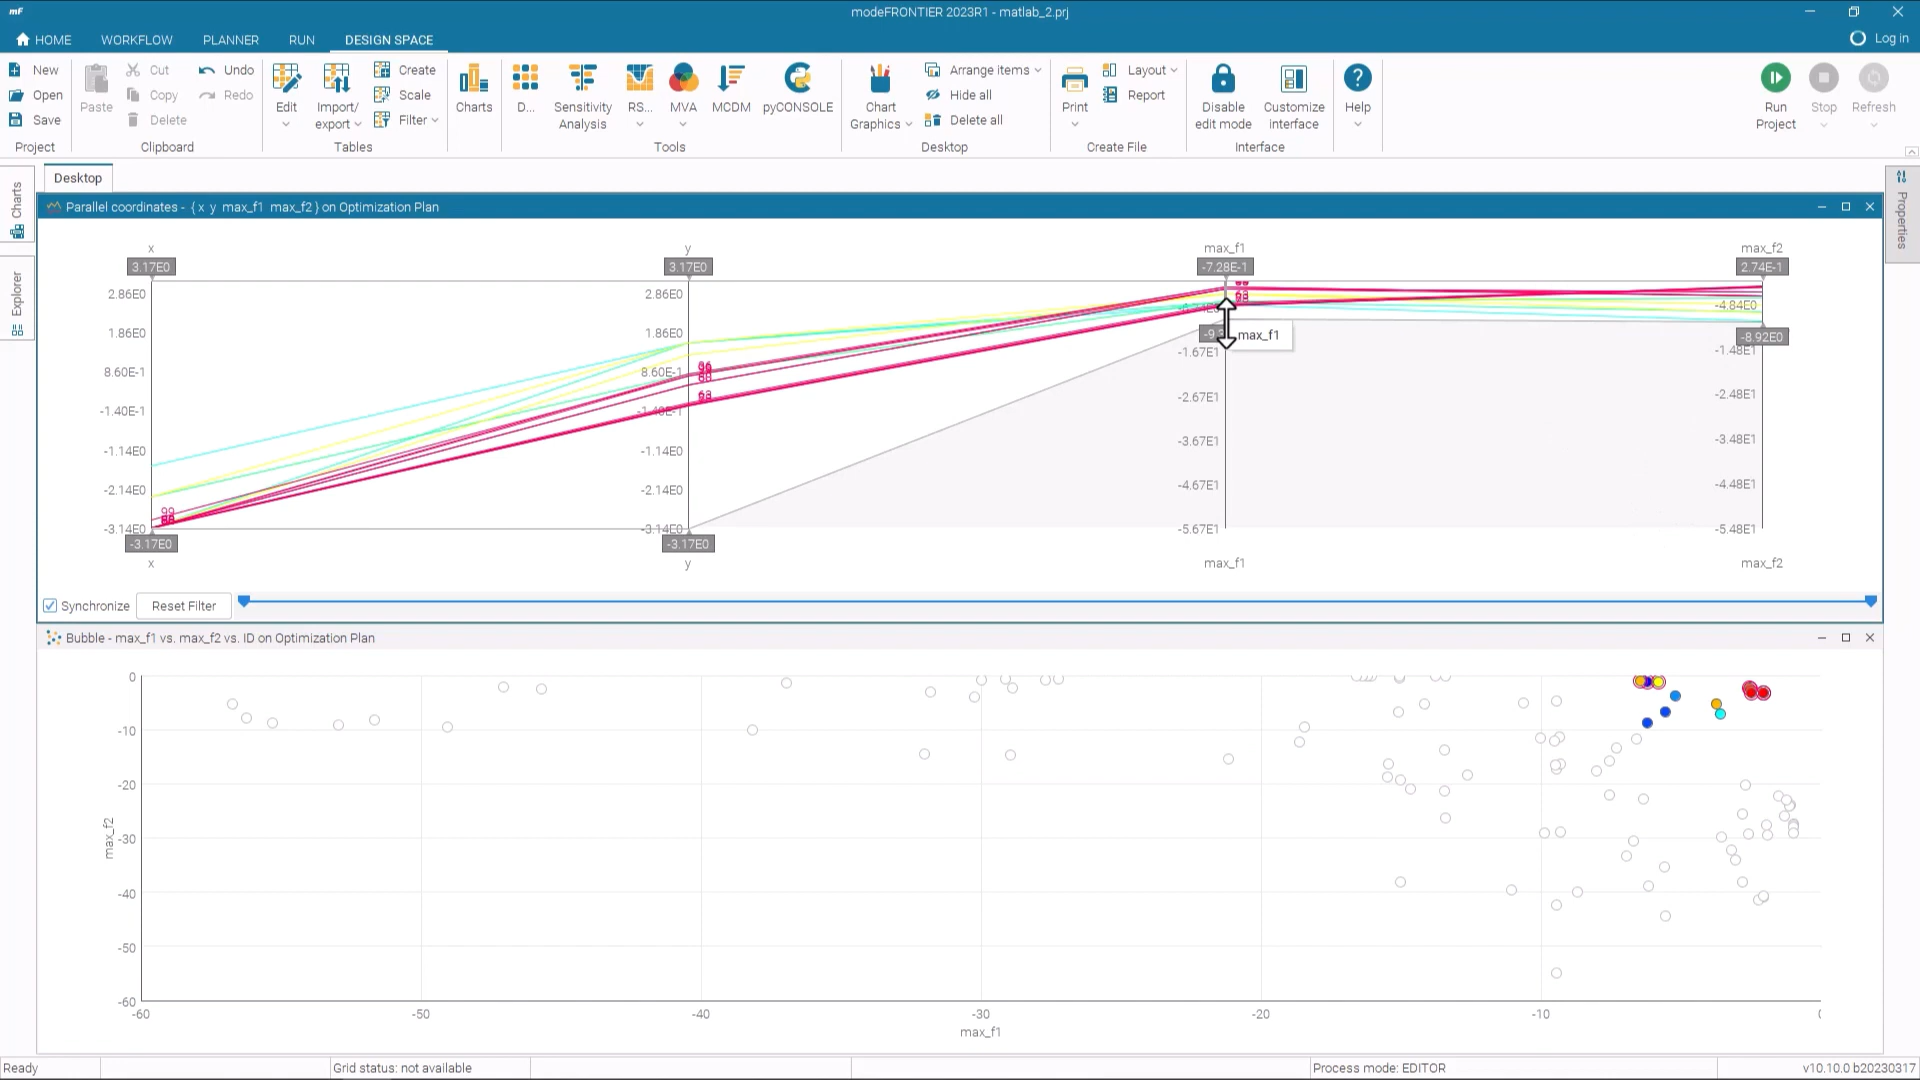 mF
modeFRONTIER 2023R1 - matlab_2.prj
HOME
WORKFLOW
PLANNER
RUN
DESIGN SPACE
Log in
New
Open
Save
Project
Paste
Cut
Copy
Delete
Clipboard
Undo
Redo
Edit
Import/
export
Create
Scale
Filter
Tables
Charts
D...
Sensitivity
Analysis
RS...
MVA
MCDM
pyCONSOLE
Tools
Chart
Graphics
Arrange items
Hide all
Delete all
Desktop
Print
Layout
Report
Create File
Disable
edit mode
Customize
interface
Interface
Help
Run
Project
Stop
Refresh
Charts
Explorer
Properties
Desktop
Parallel coordinates - { x y max_f1 max_f2 } on Optimization Plan
x
y
max_f1
max_f2
3.17E0
3.17E0
-7.28E-1
2.74E-1
2.86E0
1.86E0
8.60E-1
-1.40E-1
-1.14E0
-2.14E0
-3.14E0
-3.17E0
x
2.86E0
1.86E0
8.60E-1
-1.40E-1
-1.14E0
-2.14E0
-3.14E0
-3.17E0
y
max_f1
-1.67E1
-2.67E1
-3.67E1
-4.67E1
-5.67E1
max_f1
-4.84E0
-8.92E0
-1.48E1
-2.48E1
-3.48E1
-4.48E1
-5.48E1
max_f2
99
Synchronize
Reset Filter
Bubble - max_f1 vs. max_f2 vs. ID on Optimization Plan
0
-10
-20
-30
-40
-50
-60
max_f2
-60
-50
-40
-30
-20
-10
max_f1
Ready
Grid status: not available
Process mode: EDITOR
v10.10.0 b20230317